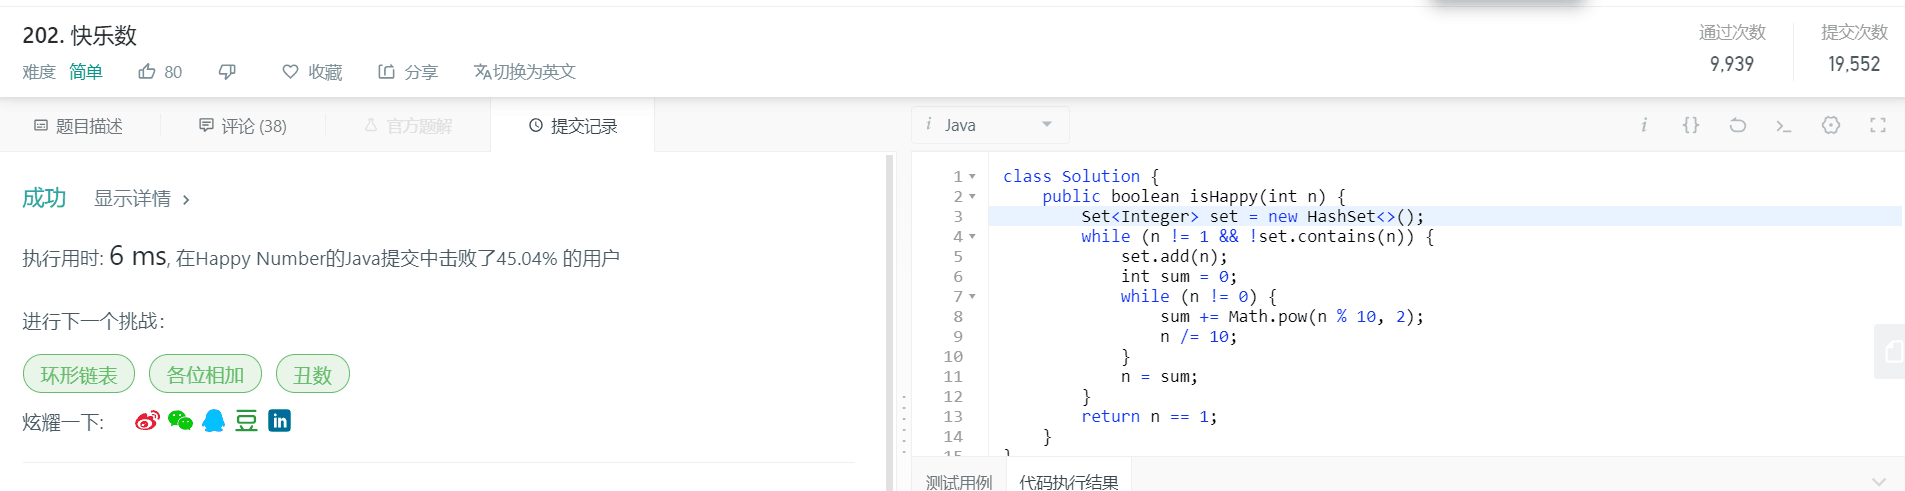 202. 快乐数
难度 简单 80 收藏 分享 切换为英文
通过次数 提交次数
9,939 19,552
题目描述 评论 (38) 官方题解 提交记录
成功 显示详情 >
执行用时: 6 ms, 在Happy Number的Java提交中击败了45.04% 的用户
进行下一个挑战:
环形链表 各位相加 丑数
炫耀一下: 豆 in
i Java
1 class Solution {
2 public boolean isHappy(int n) {
3 Set<Integer> set = new HashSet<>();
4 while (n != 1 && !set.contains(n)) {
5 set.add(n);
6 int sum = 0;
7 while (n != 0) {
8 sum += Math.pow(n % 10, 2);
9 n /= 10;
10 }
11 n = sum;
12 }
13 return n == 1;
14 }
15 }
测试用例 代码执行结果